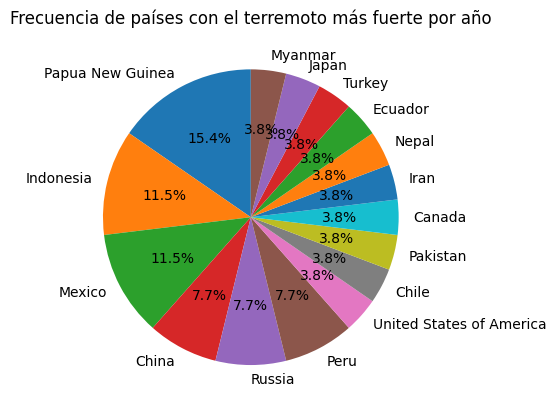 Frecuencia de países con el terremoto más fuerte por año
Papua New Guinea
15.4%
Indonesia
11.5%
Mexico
11.5%
China
7.7%
Russia
7.7%
Peru
7.7%
United States of America
3.8%
Chile
3.8%
Pakistan
3.8%
Canada
3.8%
Iran
3.8%
Nepal
3.8%
Ecuador
3.8%
Turkey
3.8%
Japan
3.8%
Myanmar
3.8%